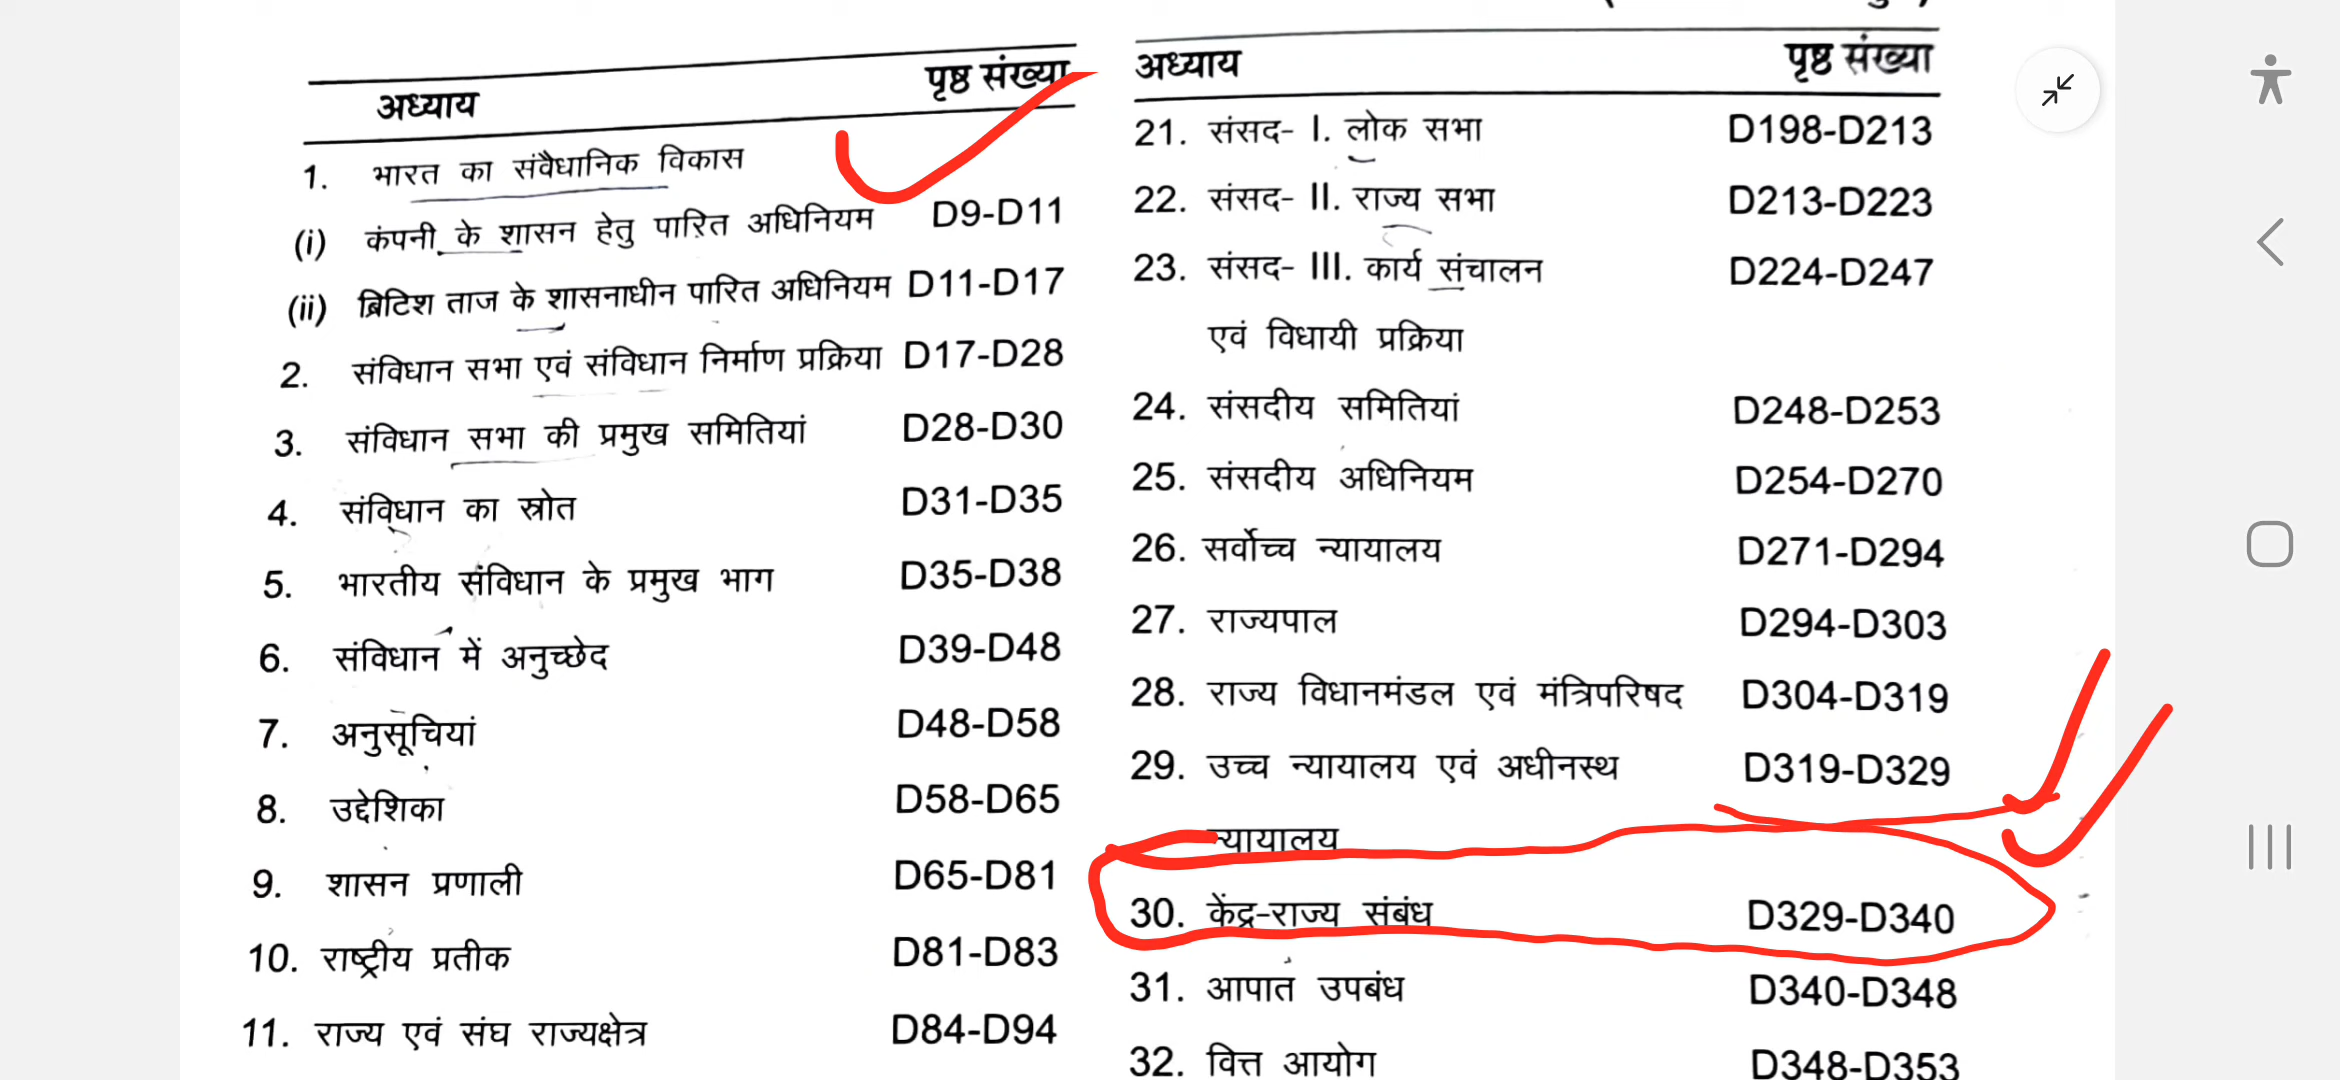 अध्याय पृष्ठ संख्या
1. भारत का संवैधानिक विकास
(i) कंपनी के शासन हेतु पारित अधिनियम D9-D11
(ii) ब्रिटिश ताज के शासनाधीन पारित अधिनियम D11-D17
2. संविधान सभा एवं संविधान निर्माण प्रक्रिया D17-D28
3. संविधान सभा की प्रमुख समितियां D28-D30
4. संविधान का स्रोत D31-D35
5. भारतीय संविधान के प्रमुख भाग D35-D38
6. संविधान में अनुच्छेद D39-D48
7. अनुसूचियां D48-D58
8. उद्देशिका D58-D65
9. शासन प्रणाली D65-D81
10. राष्ट्रीय प्रतीक D81-D83
11. राज्य एवं संघ राज्यक्षेत्र D84-D94
अध्याय पृष्ठ संख्या
21. संसद- I. लोक सभा D198-D213
22. संसद- II. राज्य सभा D213-D223
23. संसद- III. कार्य संचालन D224-D247
एवं विधायी प्रक्रिया
24. संसदीय समितियां D248-D253
25. संसदीय अधिनियम D254-D270
26. सर्वोच्च न्यायालय D271-D294
27. राज्यपाल D294-D303
28. राज्य विधानमंडल एवं मंत्रिपरिषद D304-D319
29. उच्च न्यायालय एवं अधीनस्थ D319-D329
न्यायालय
30. केंद्र-राज्य संबंध D329-D340
31. आपात उपबंध D340-D348
32. वित्त आयोग D348-D353